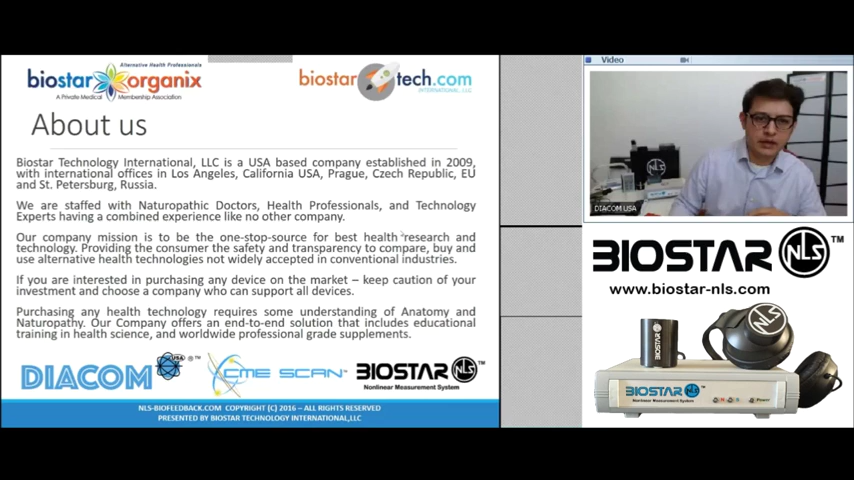 Alternative Health Professionals
biostar organix
A Private Medical Membership Association
biostar tech.com
INTERNATIONAL, LLC
About us
Biostar Technology International, LLC is a USA based company established in 2009,
with international offices in Los Angeles, California USA, Prague, Czech Republic, EU
and St. Petersburg, Russia.
We are staffed with Naturopathic Doctors, Health Professionals, and Technology
Experts having a combined experience like no other company.
Our company mission is to be the one-stop-source for best health research and
technology. Providing the consumer the safety and transparency to compare, buy and
use alternative health technologies not widely accepted in conventional industries.
If you are interested in purchasing any device on the market – keep caution of your
investment and choose a company who can support all devices.
Purchasing any health technology requires some understanding of Anatomy and
Naturopathy. Our Company offers an end-to-end solution that includes educational
training in health science, and worldwide professional grade supplements.
DIACOM USA ® ™
CME SCAN ™
BIOSTAR NLS ™
Nonlinear Measurement System
NLS-BIOFEEDBACK.COM COPYRIGHT (C) 2016 – ALL RIGHTS RESERVED
PRESENTED BY BIOSTAR TECHNOLOGY INTERNATIONAL,LLC
Video
NLS
DIACOM USA
BIOSTAR NLS ™
www.biostar-nls.com
BIOSTAR NLS
NLS
BIOSTAR NLS ™
Nonlinear Measurement System
Power